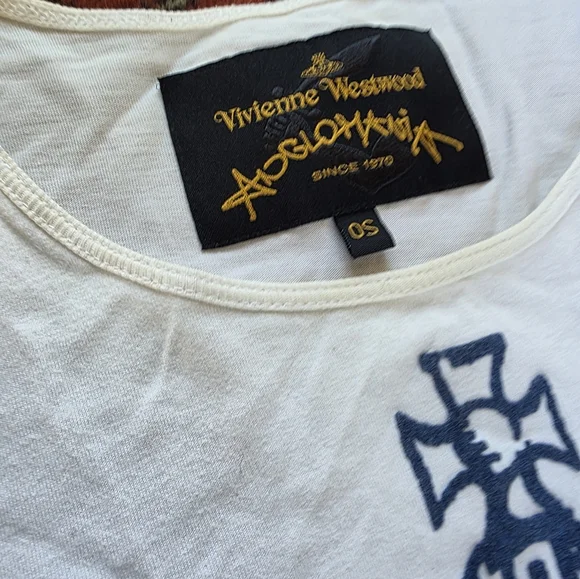 Vivienne Westwood
ANGLOMANIA
SINCE 1970
OS